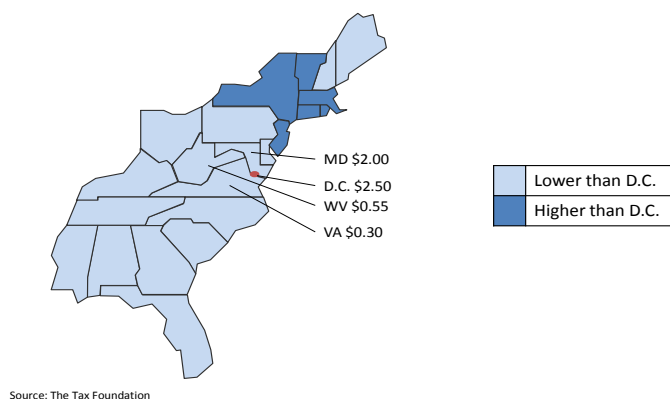 MD $2.00
D.C. $2.50
WV $0.55
VA $0.30
Lower than D.C.
Higher than D.C.
Source: The Tax Foundation